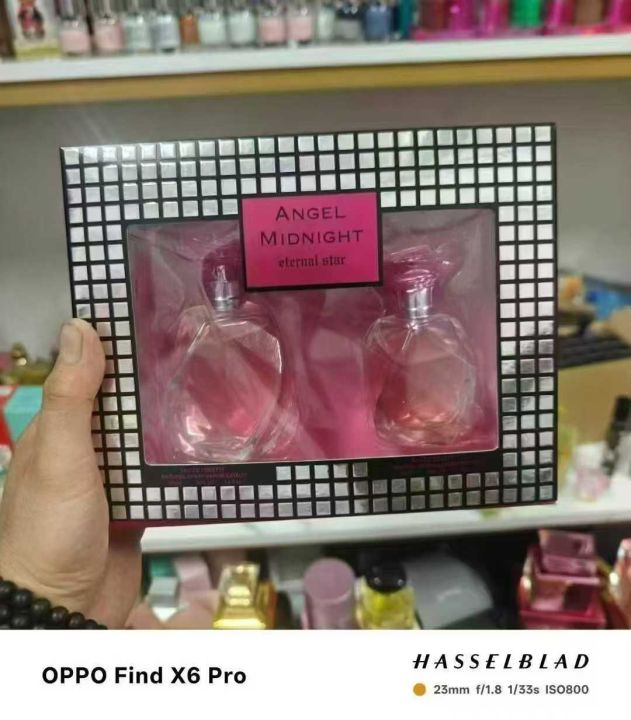 ANGEL
MIDNIGHT
eternal star
OPPO Find X6 Pro
HASSELBLAD
23mm f/1.8 1/33s ISO800